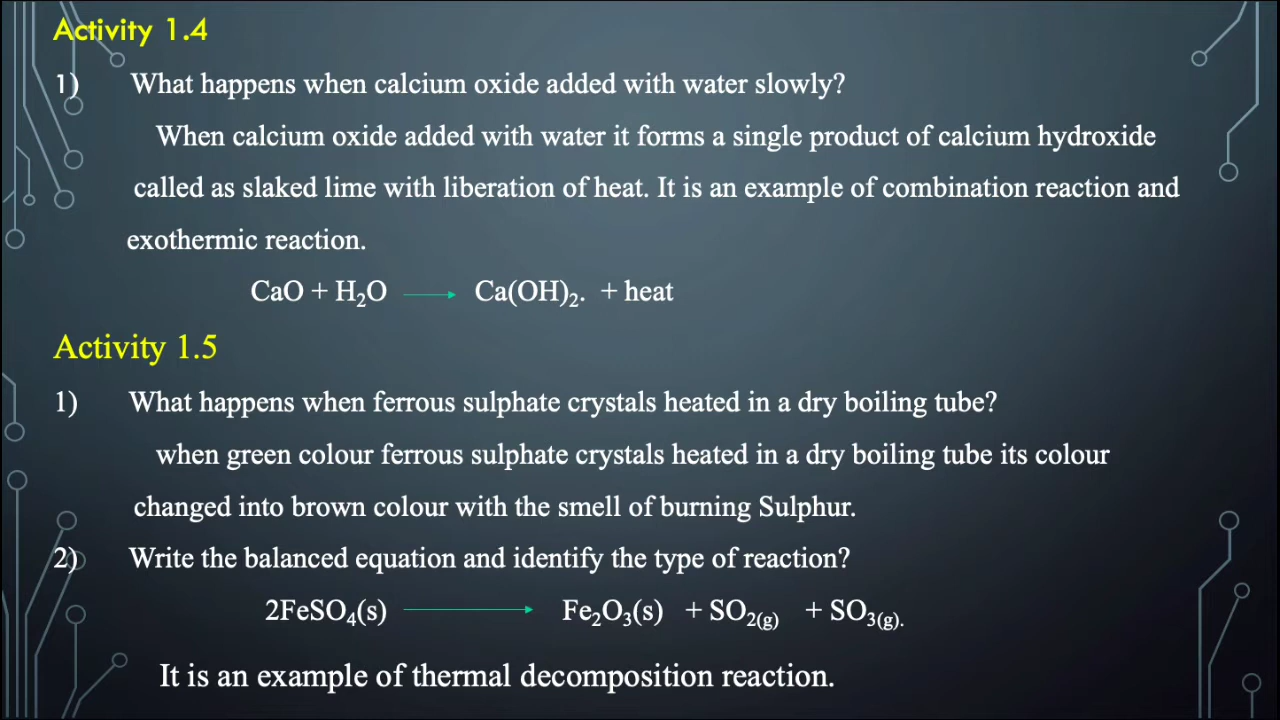 Activity 1.4
1) What happens when calcium oxide added with water slowly?
When calcium oxide added with water it forms a single product of calcium hydroxide
called as slaked lime with liberation of heat. It is an example of combination reaction and
exothermic reaction.
CaO + H₂O ⟶ Ca(OH)₂. + heat
Activity 1.5
1) What happens when ferrous sulphate crystals heated in a dry boiling tube?
when green colour ferrous sulphate crystals heated in a dry boiling tube its colour
changed into brown colour with the smell of burning Sulphur.
2) Write the balanced equation and identify the type of reaction?
2FeSO₄(s) ⟶ Fe₂O₃(s) + SO₂₍g₎ + SO₃₍g₎.
It is an example of thermal decomposition reaction.